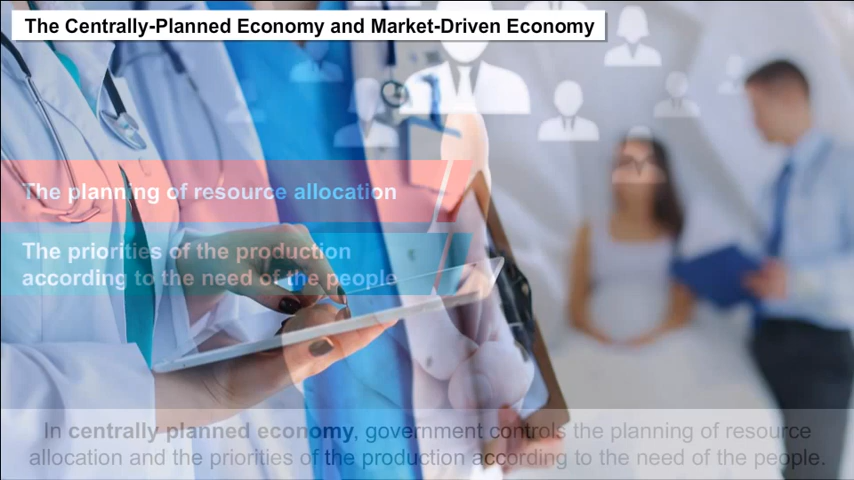 The Centrally-Planned Economy and Market-Driven Economy
The planning of resource allocation
The priorities of the production
according to the need of the people
In centrally planned economy, government controls the planning of resource
allocation and the priorities of the production according to the need of the people.